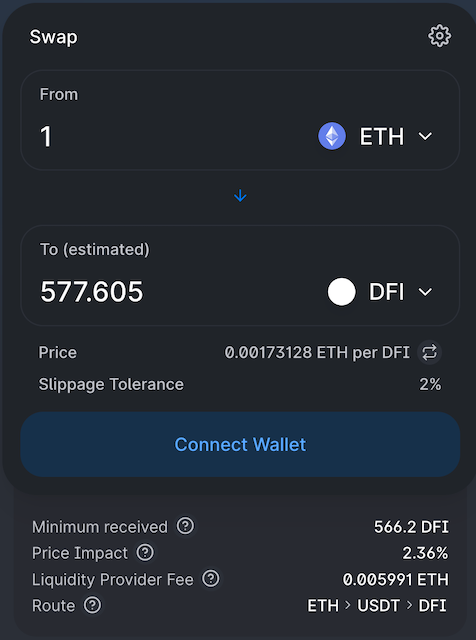 Swap
From
1 ETH
To (estimated)
577.605 DFI
Price 0.00173128 ETH per DFI
Slippage Tolerance 2%
Connect Wallet
Minimum received ? 566.2 DFI
Price Impact ? 2.36%
Liquidity Provider Fee ? 0.005991 ETH
Route ? ETH > USDT > DFI